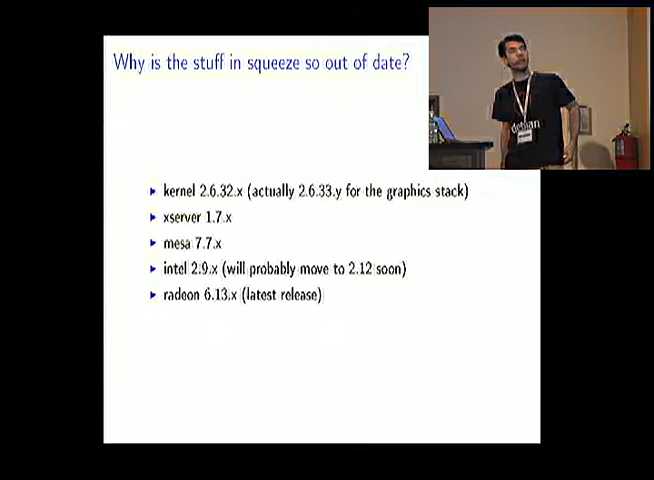 Why is the stuff in squeeze so out of date?
debian
kernel 2.6.32.x (actually 2.6.33.y for the graphics stack)
xserver 1.7.x
mesa 7.7.x
intel 2.9.x (will probably move to 2.12 soon)
radeon 6.13.x (latest release)